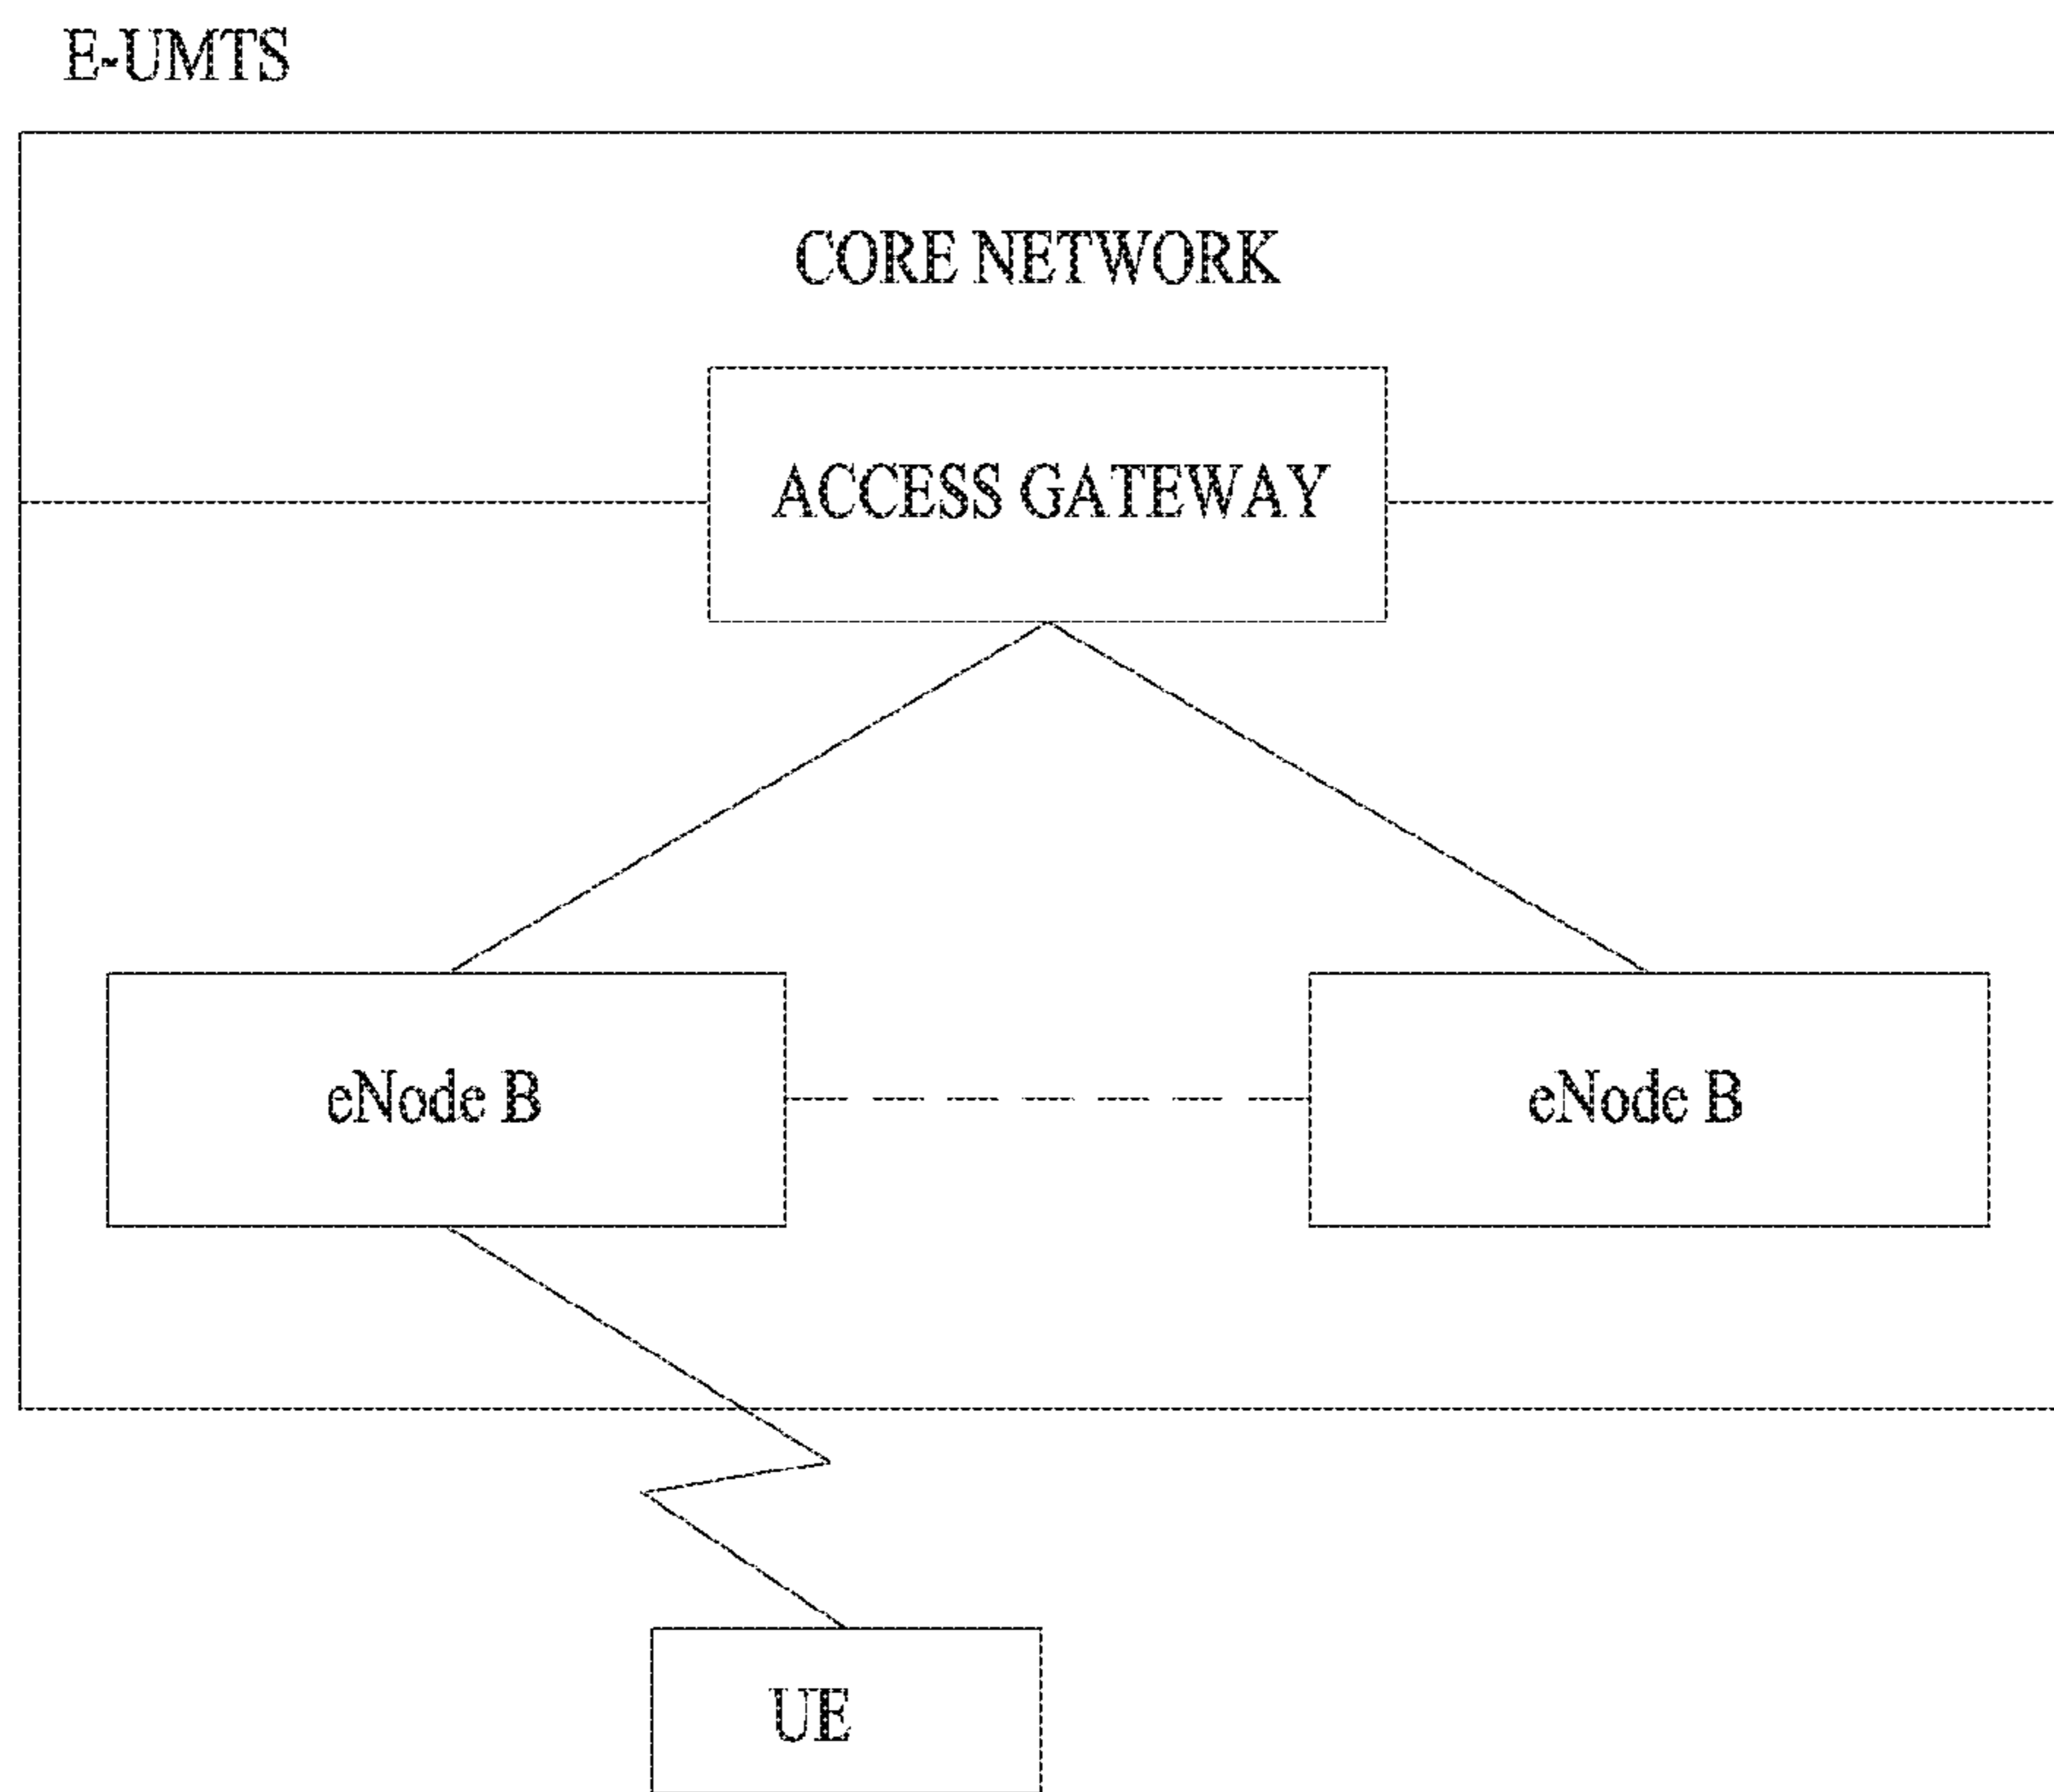 E-UMTS
CORE NETWORK
ACCESS GATEWAY
eNode B
eNode B
UE